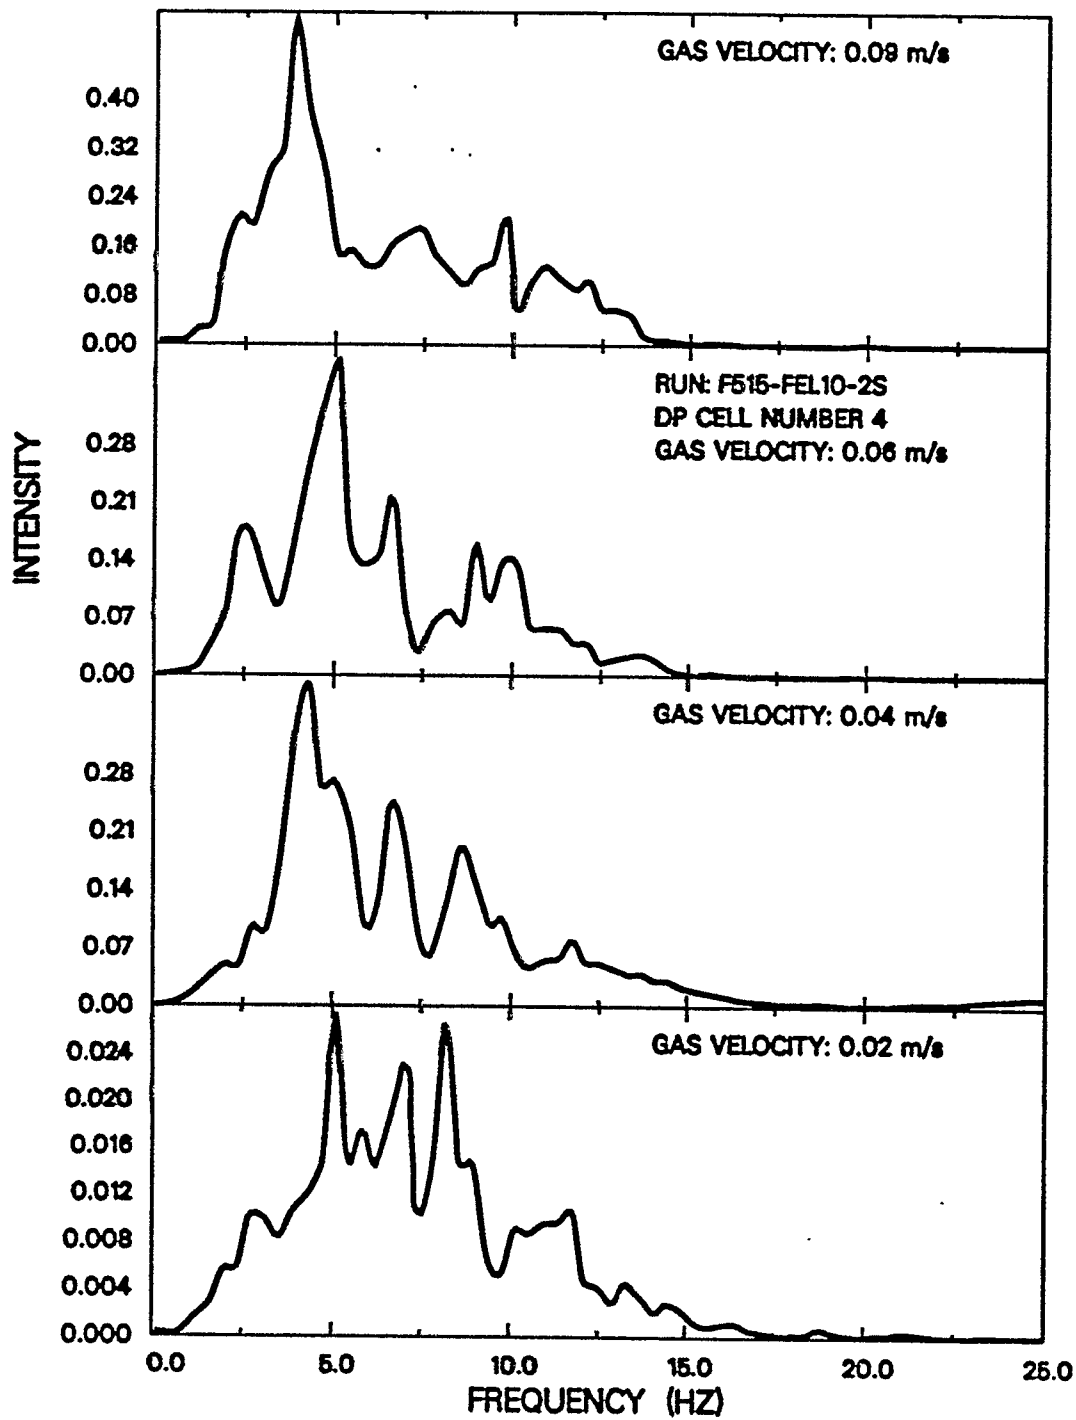 GAS VELOCITY: 0.09 m/s
0.40
0.32
0.24
0.16
0.08
0.00
RUN: F515-FEL10-2S
DP CELL NUMBER 4
GAS VELOCITY: 0.06 m/s
0.28
0.21
0.14
0.07
0.00
INTENSITY
GAS VELOCITY: 0.04 m/s
0.28
0.21
0.14
0.07
0.00
GAS VELOCITY: 0.02 m/s
0.024
0.020
0.016
0.012
0.008
0.004
0.000
0.0 5.0 10.0 15.0 20.0 25.0
FREQUENCY (HZ)